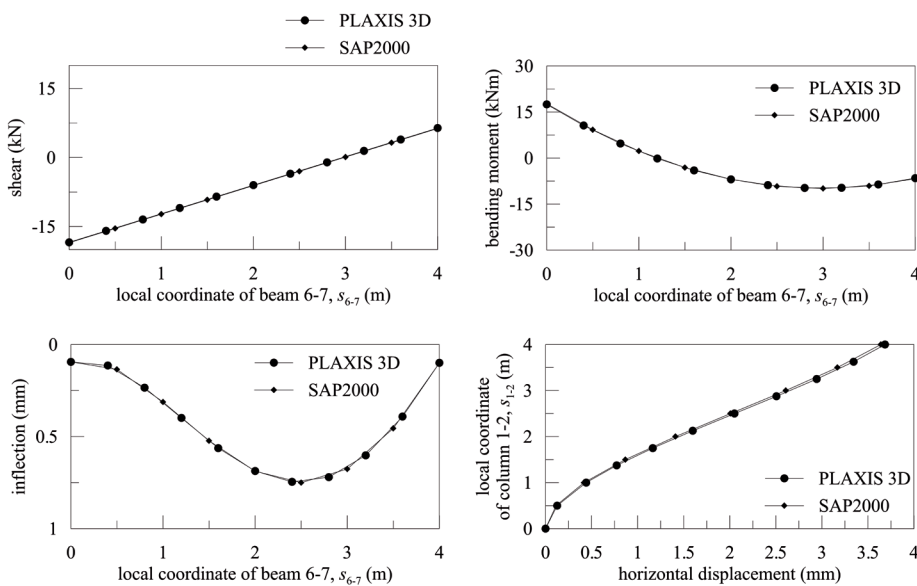 PLAXIS 3D
SAP2000
15
0
-15
shear (kN)
0 1 2 3 4
local coordinate of beam 6-7, s6-7 (m)
30
15
0
-15
-30
bending moment (kNm)
PLAXIS 3D
SAP2000
0 1 2 3 4
local coordinate of beam 6-7, s6-7 (m)
0
0.5
1
inflection (mm)
PLAXIS 3D
SAP2000
0 1 2 3 4
local coordinate of beam 6-7, s6-7 (m)
4
3
2
1
0
local coordinate
of column 1-2, s1-2 (m)
PLAXIS 3D
SAP2000
0 0.5 1 1.5 2 2.5 3 3.5 4
horizontal displacement (mm)